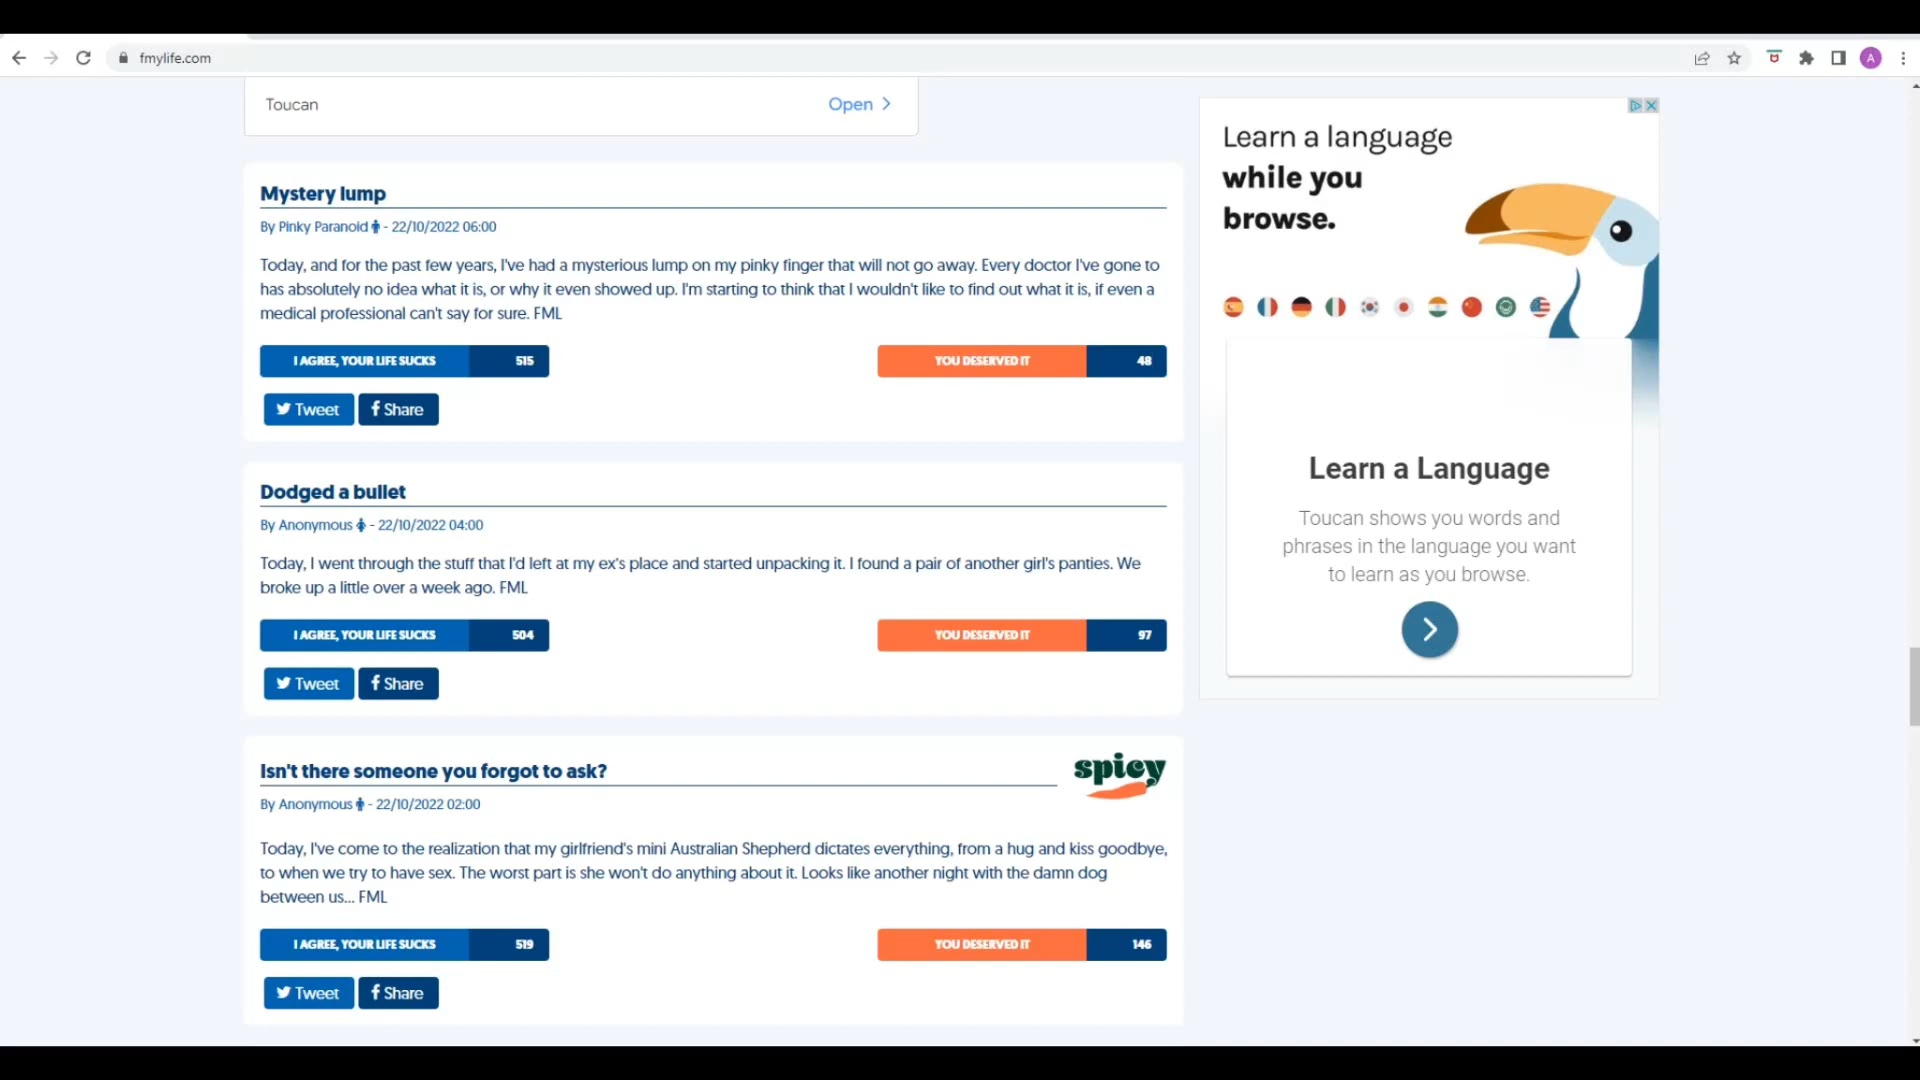 fmylife.com
A
Toucan
Open
Mystery lump
By Pinky Paranoid - 22/10/2022 06:00
Today, and for the past few years, I've had a mysterious lump on my pinky finger that will not go away. Every doctor I've gone to
has absolutely no idea what it is, or why it even showed up. I'm starting to think that I wouldn't like to find out what it is, if even a
medical professional can't say for sure. FML
I AGREE, YOUR LIFE SUCKS 515
YOU DESERVED IT 48
Tweet
Share
Dodged a bullet
By Anonymous - 22/10/2022 04:00
Today, I went through the stuff that I'd left at my ex's place and started unpacking it. I found a pair of another girl's panties. We
broke up a little over a week ago. FML
I AGREE, YOUR LIFE SUCKS 504
YOU DESERVED IT 97
Tweet
Share
Isn't there someone you forgot to ask?
spicy
By Anonymous - 22/10/2022 02:00
Today, I've come to the realization that my girlfriend's mini Australian Shepherd dictates everything, from a hug and kiss goodbye,
to when we try to have sex. The worst part is she won't do anything about it. Looks like another night with the damn dog
between us... FML
I AGREE, YOUR LIFE SUCKS 519
YOU DESERVED IT 146
Tweet
Share
Learn a language
while you
browse.
Learn a Language
Toucan shows you words and
phrases in the language you want
to learn as you browse.